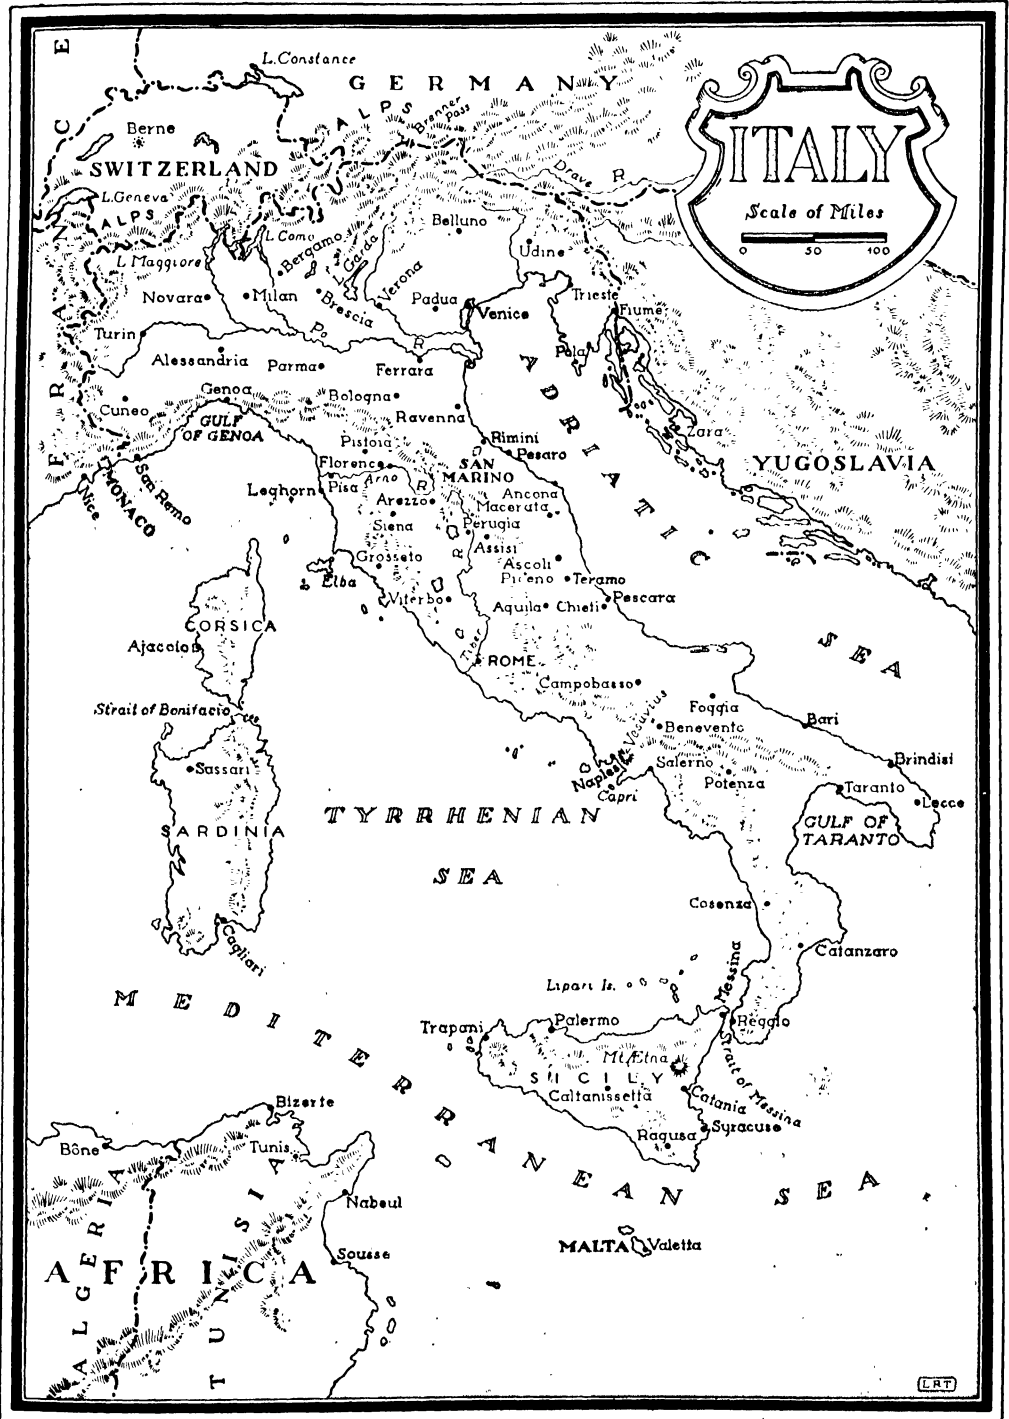 ITALY
Scale of Miles
0 50 100
FRANCE
L. Constance
GERMANY
ALPS
Brenner
Pass
Berne
SWITZERLAND
L. Geneva
ALPS
Drave R
Belluno
L. Como
Bergamo
L. Garda
Udine
L Maggiore
Verona
Novara
Milan
Brescia
Padua
Venice
Trieste
Fiume
Turin
Po R
Pola
Alessandria
Parma
Ferrara
Genoa
Bologna
Cuneo
GULF
OF GENOA
Ravenna
Zara
Pistoia
Rimini
Pesaro
Florence
SAN
MARINO
YUGOSLAVIA
San Remo
MONACO
Nice
Leghorn
Pisa
Arno R
Arezzo
Ancona
Macerata
Siena
Perugia
Assisi
Grosseto
R
Ascoli
Piceno
Elba
Teramo
Viterbo
Aquila
Chieti
Pescara
ADRIATIC SEA
CORSICA
Ajaccio
Tiber
ROME
Campobasso
Strait of Bonifacio
Vesuvius
Foggia
Benevento
Bari
Sassari
Naples
Salerno
Potenza
Brindisi
Capri
Taranto
Lecce
TYRRHENIAN
SEA
GULF OF
TARANTO
SARDINIA
Cosenza
Cagliari
Catanzaro
Messina
Lipari Is.
MEDITERRANEAN SEA
Trapani
Palermo
Reggio
Strait of Messina
Mt Ætna
SICILY
Caltanissetta
Catania
Bizerte
Syracuse
Ragusa
Bône
Tunis
Nabeul
MALTA
Valetta
Sousse
AFRICA
ALGERIA
TUNISIA
LRT